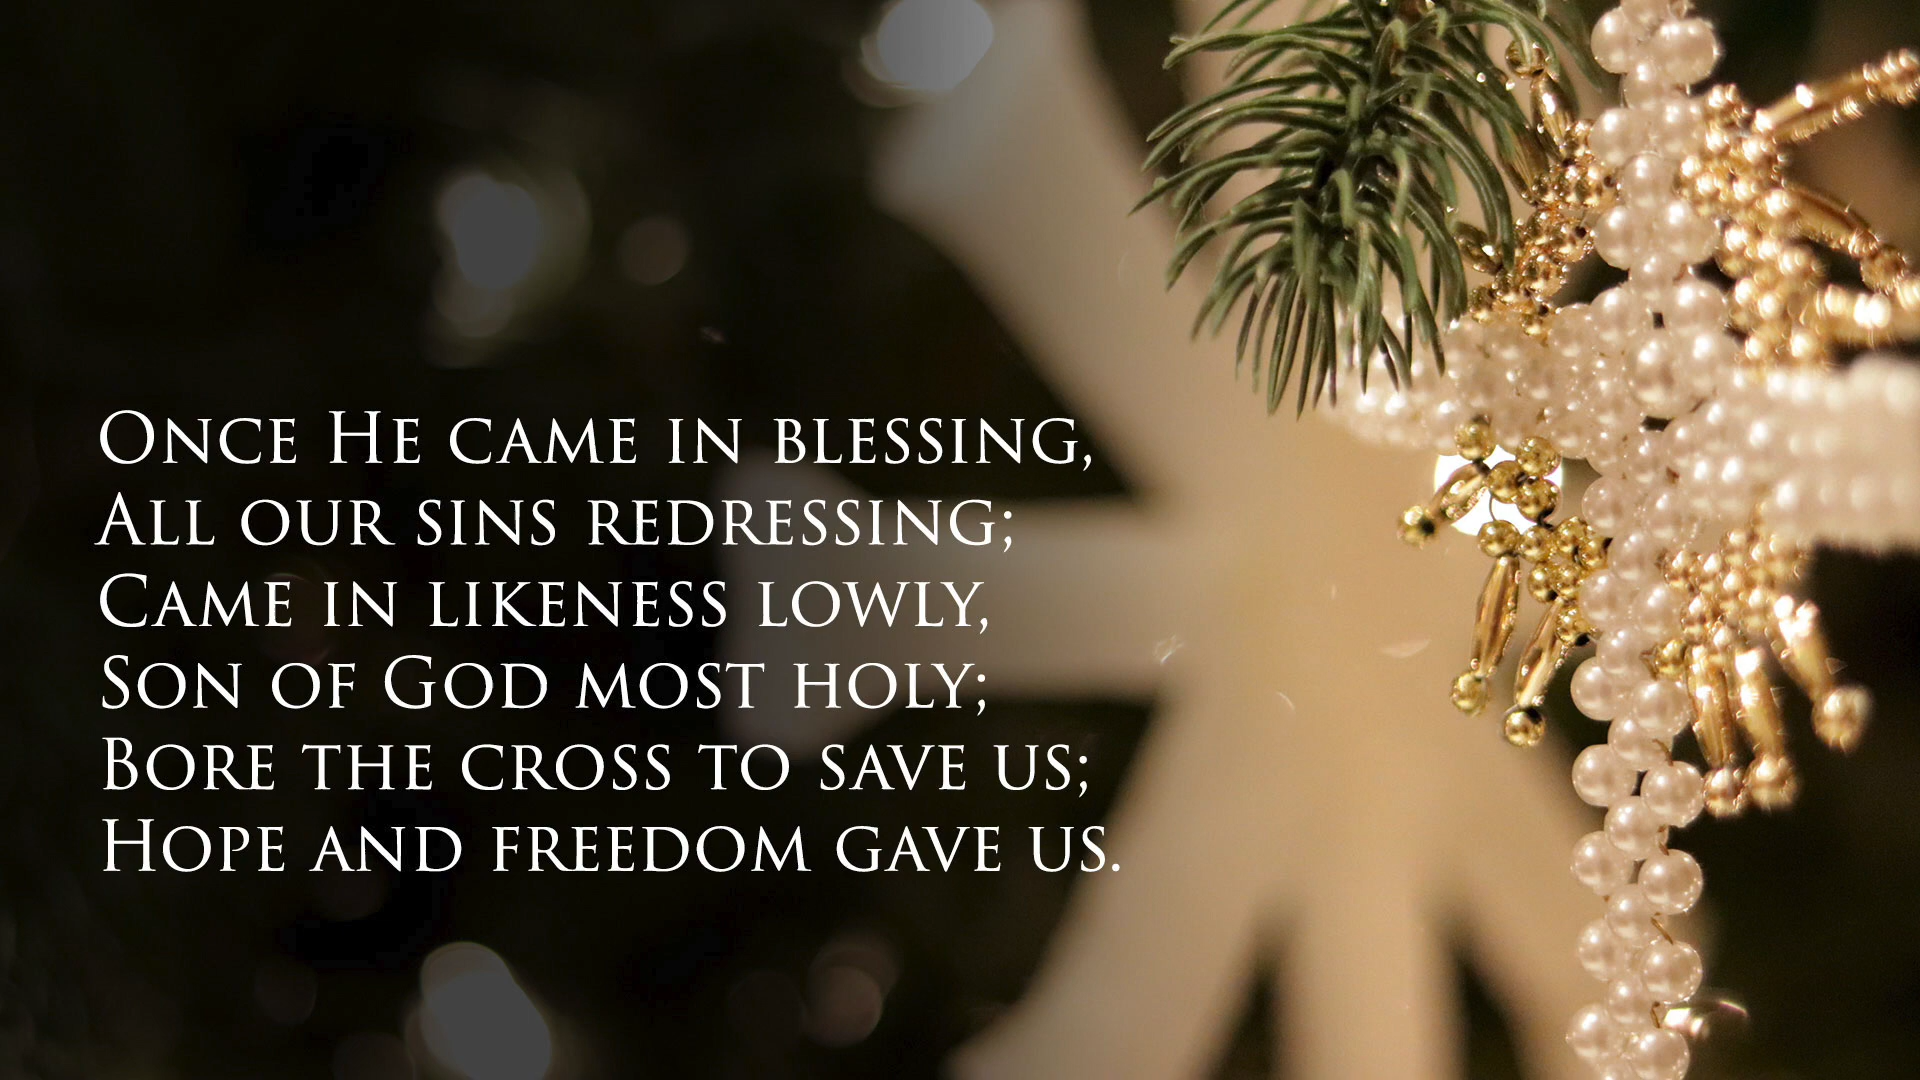 Once He came in blessing,
All our sins redressing;
Came in likeness lowly,
Son of God most holy;
Bore the cross to save us;
Hope and freedom gave us.